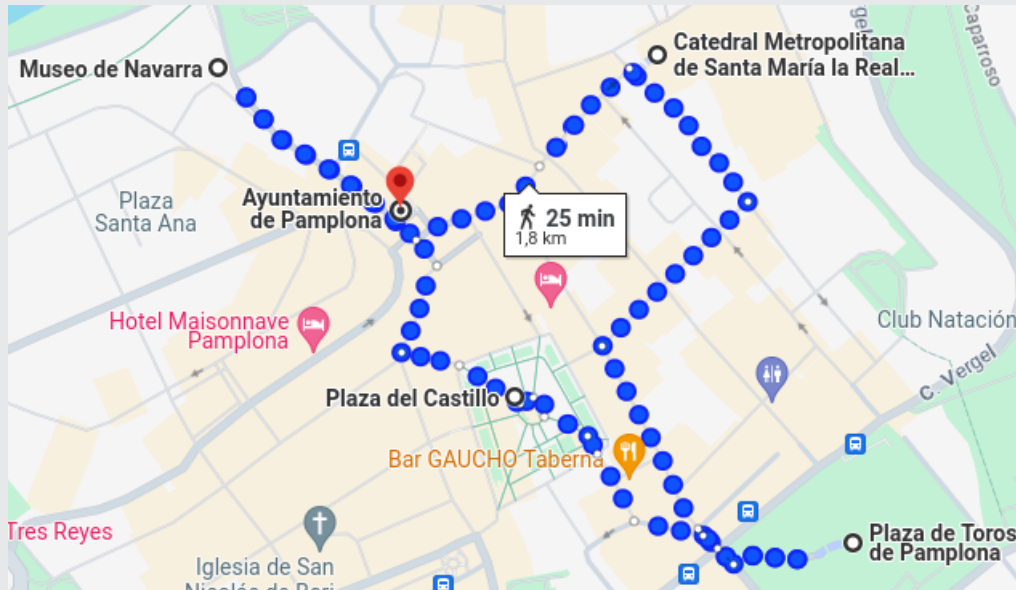 Museo de Navarra
Catedral Metropolitana
de Santa María la Real...
Caparroso
Plaza
Santa Ana
Ayuntamiento
de Pamplona
25 min
1,8 km
Hotel Maisonnave
Pamplona
Club Natación
C. Vergel
Plaza del Castillo
Bar GAUCHO Taberna
Tres Reyes
Iglesia de San
Plaza de Toros
de Pamplona